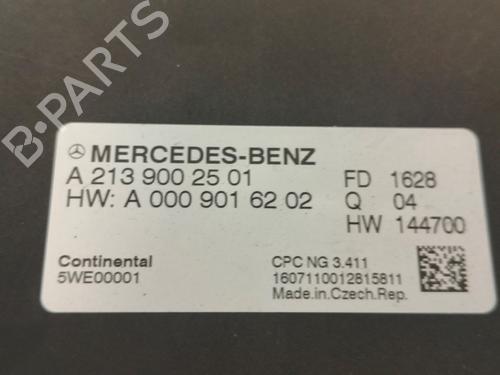 B-PARTS
MERCEDES-BENZ
A 213 900 25 01 FD 1628
HW: A 000 901 62 02 Q 04
HW 144700
Continental CPC NG 3.411
5WE00001 1607110012815811
Made.in.Czech.Rep.